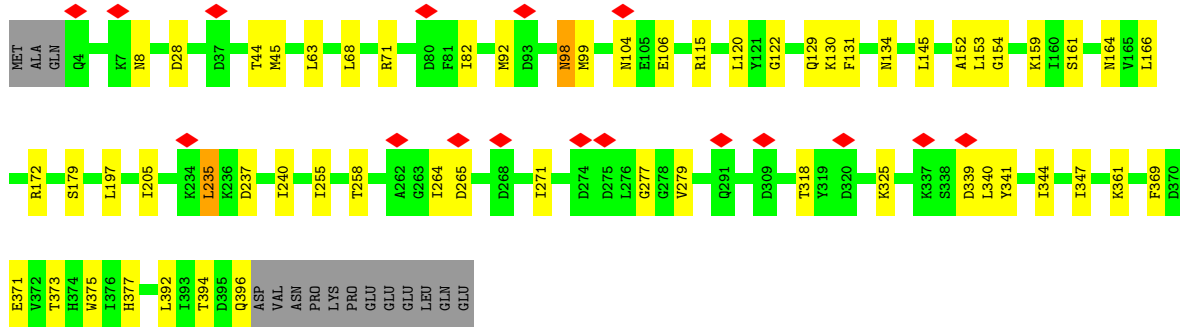 MET ALA GLN Q4 K7 N8 D28 D37 T44 M45 L63 L68 R71 D80 F81 I82 M92 D93 N98 M99 N104 E105 E106 R115 L120 Y121 G122 Q129 K130 F131 N134 L145 A152 L153 G154 K159 I160 S161 N164 V165 L166
R172 S179 L197 I205 K234 L235 K236 D237 I240 I255 T258 A262 G263 I264 D265 D268 I271 D274 D275 L276 G277 G278 V279 Q291 D309 T318 Y319 D320 K325 K337 S338 D339 L340 Y341 I344 I347 K361 F369 D370
E371 V372 T373 H374 W375 I376 H377 L392 I393 T394 D395 Q396 ASP VAL ASN PRO LYS PRO GLU GLU GLU LEU GLN GLU